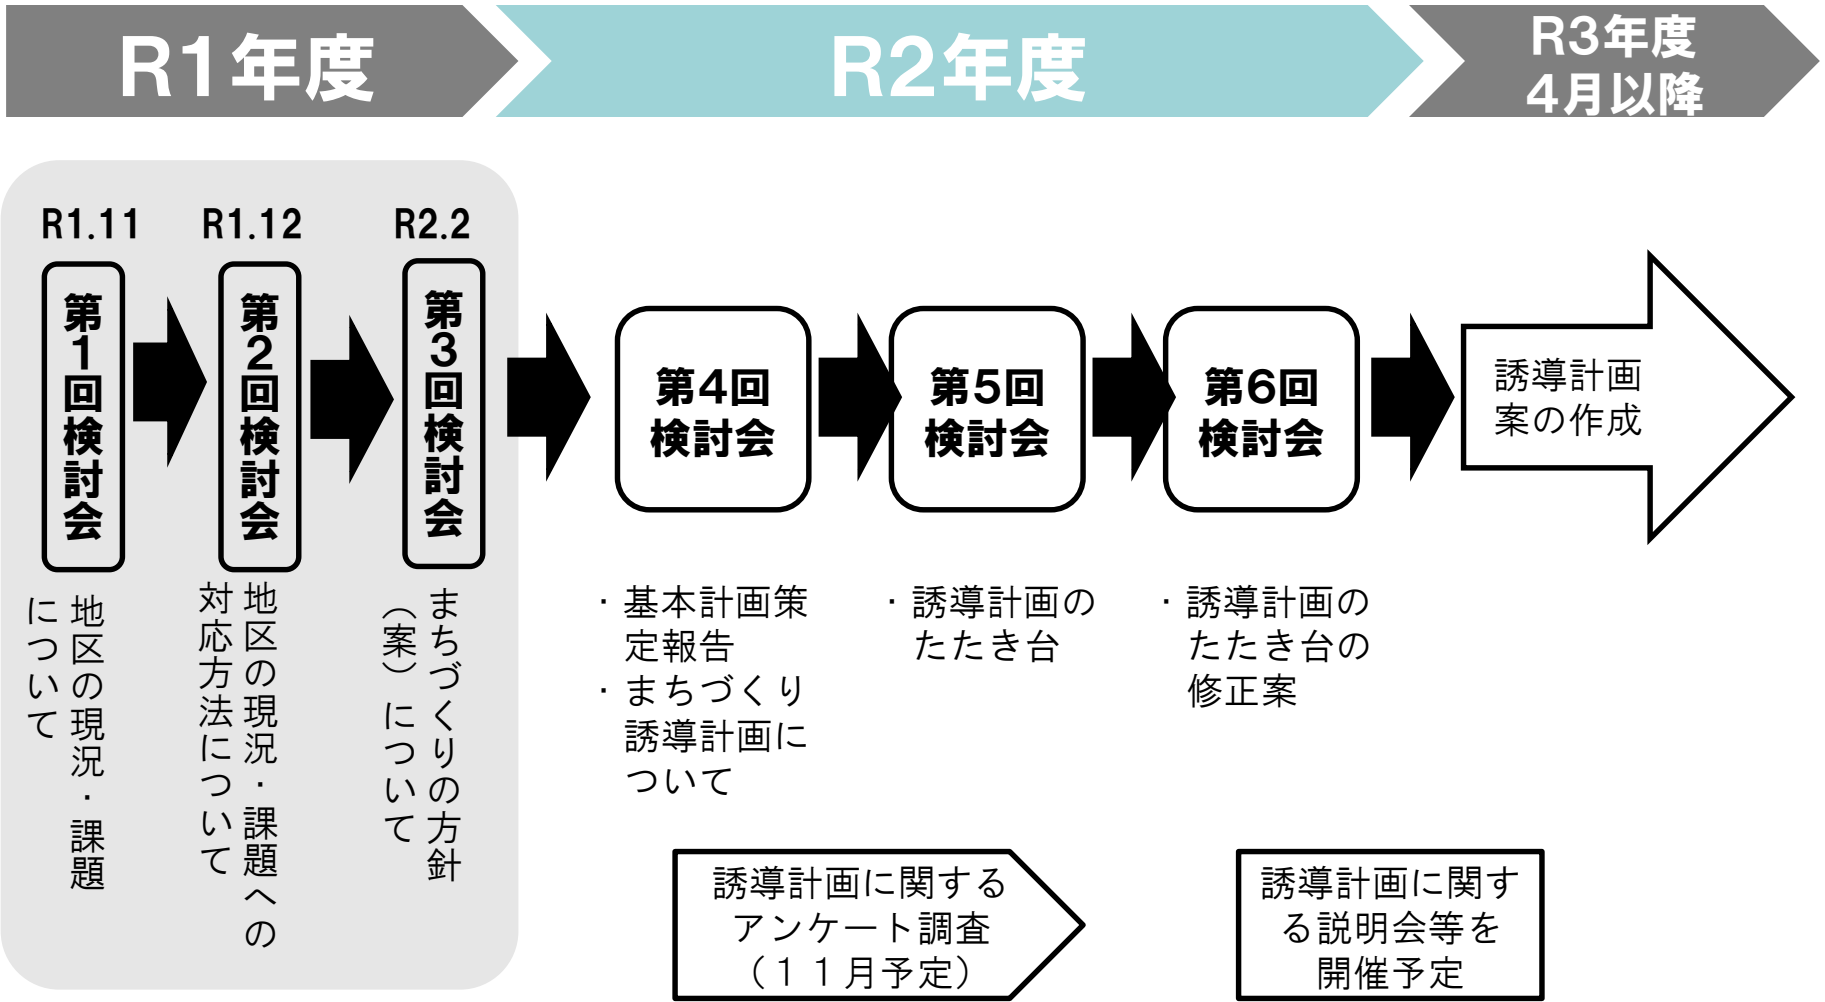 R1年度
R2年度
R3年度
4月以降
R1.11
R1.12
R2.2
第1回検討会
第2回検討会
第3回検討会
第4回
検討会
第5回
検討会
第6回
検討会
誘導計画
案の作成
地区の現況・課題
について
地区の現況・課題への
対応方法について
まちづくりの方針
（案）について
・基本計画策
定報告
・まちづくり
誘導計画に
ついて
・誘導計画の
たたき台
・誘導計画の
たたき台の
修正案
誘導計画に関する
アンケート調査
（１１月予定）
誘導計画に関す
る説明会等を
開催予定